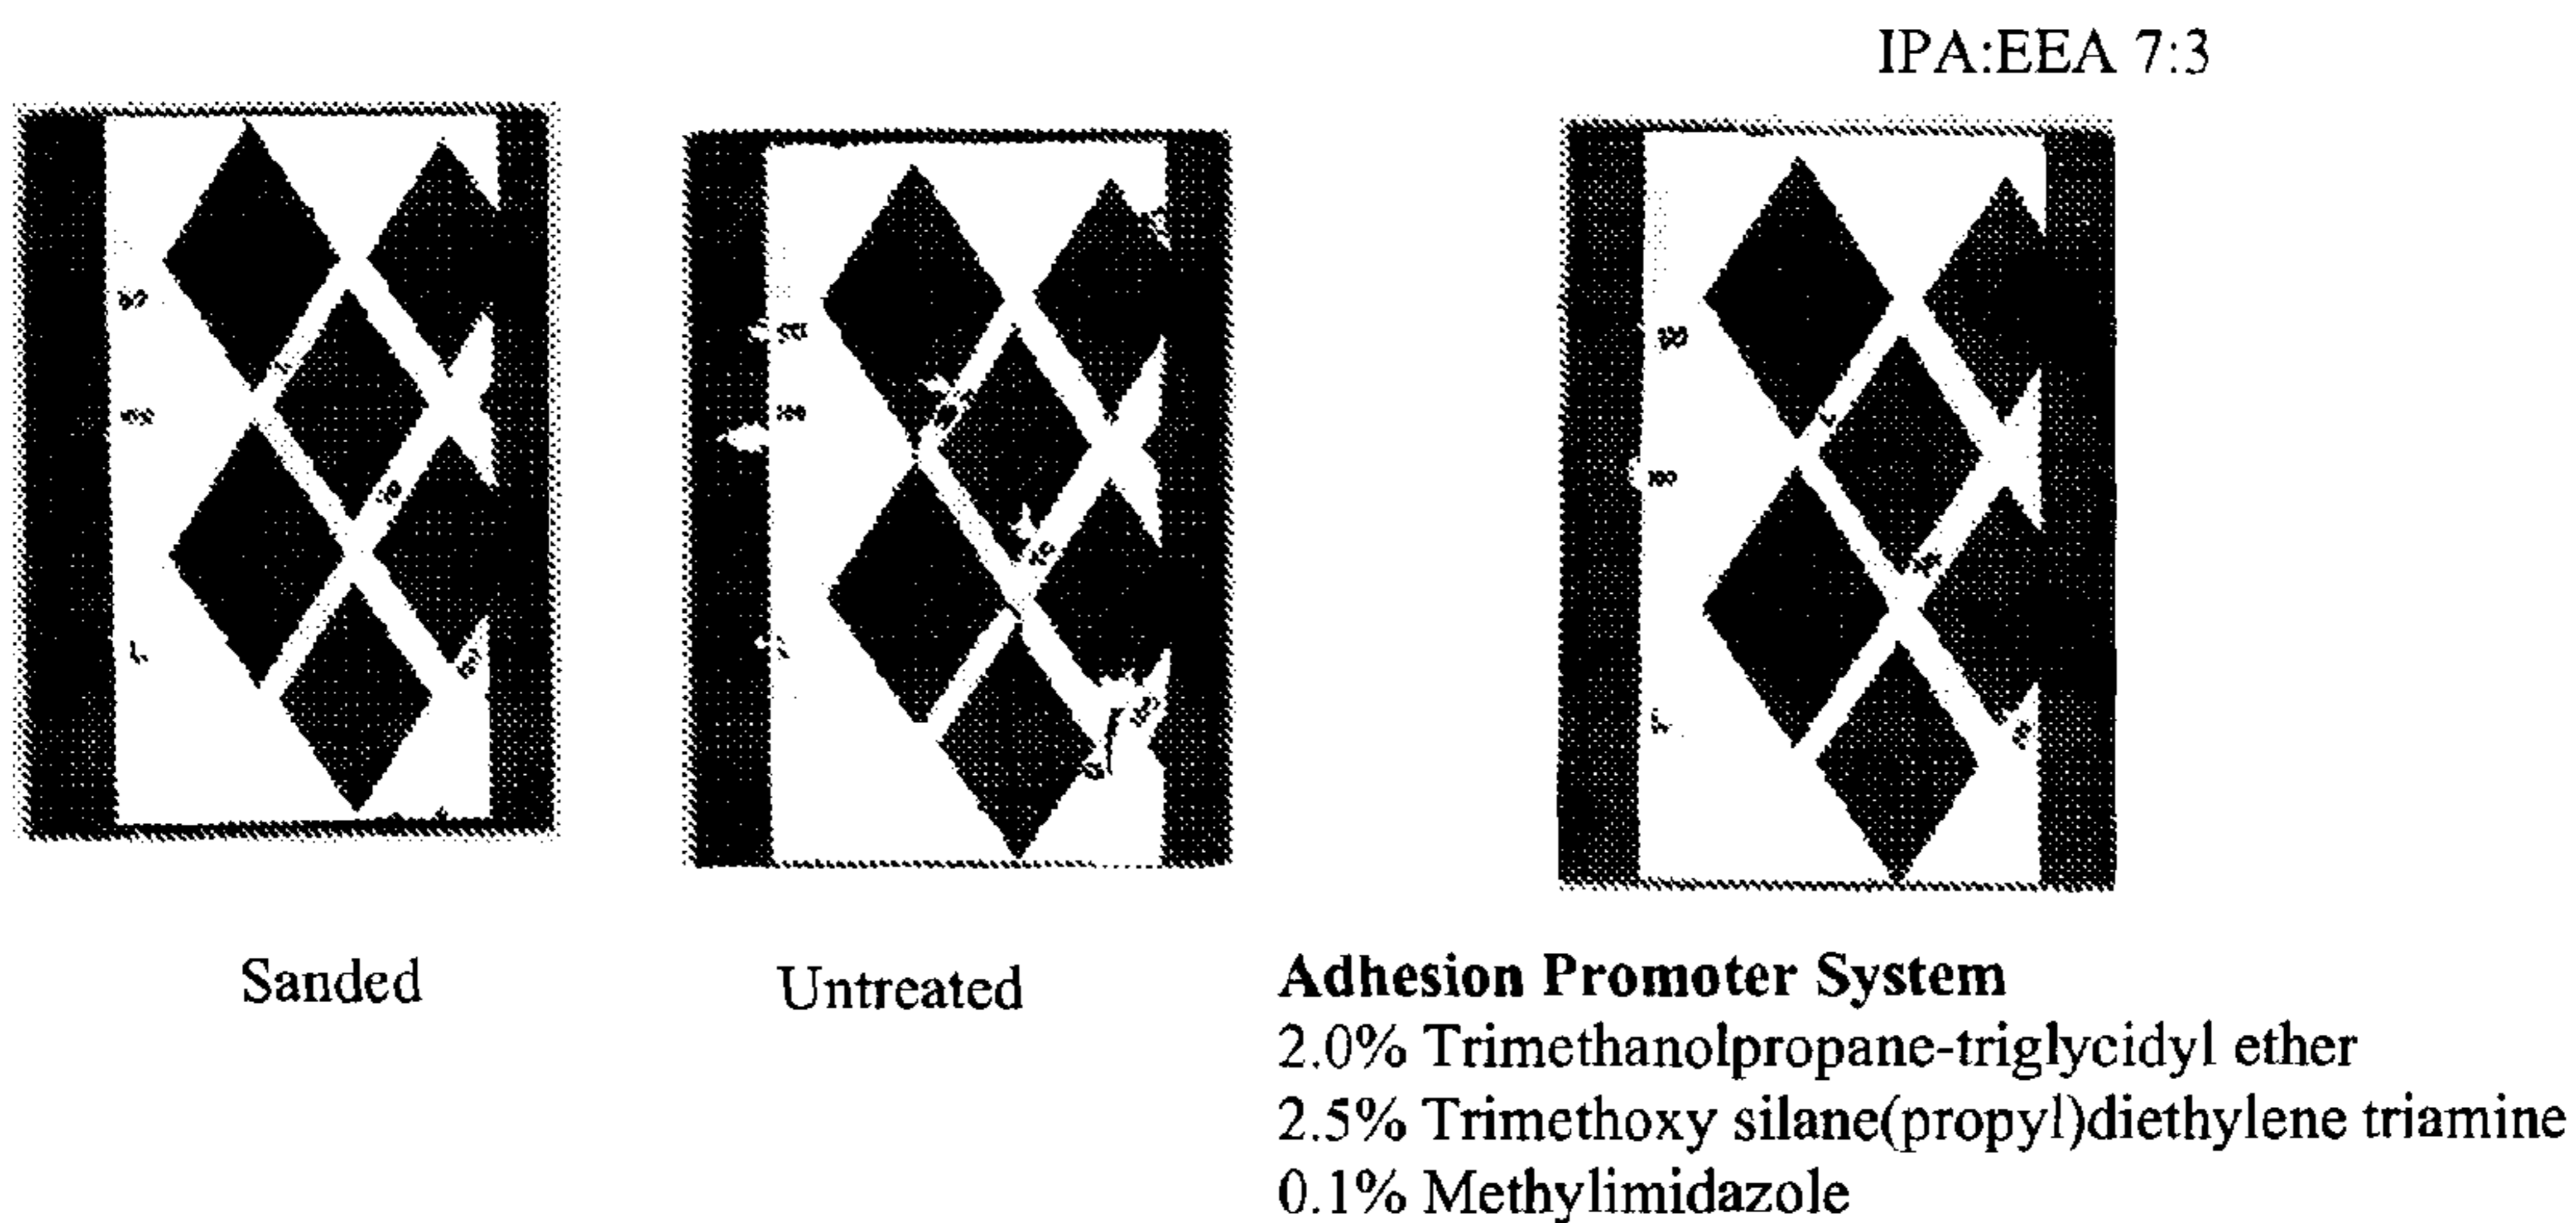 IPA:EEA 7:3
Sanded
Untreated
Adhesion Promoter System
2.0% Trimethanolpropane-triglycidyl ether
2.5% Trimethoxy silane(propyl)diethylene triamine
0.1% Methylimidazole